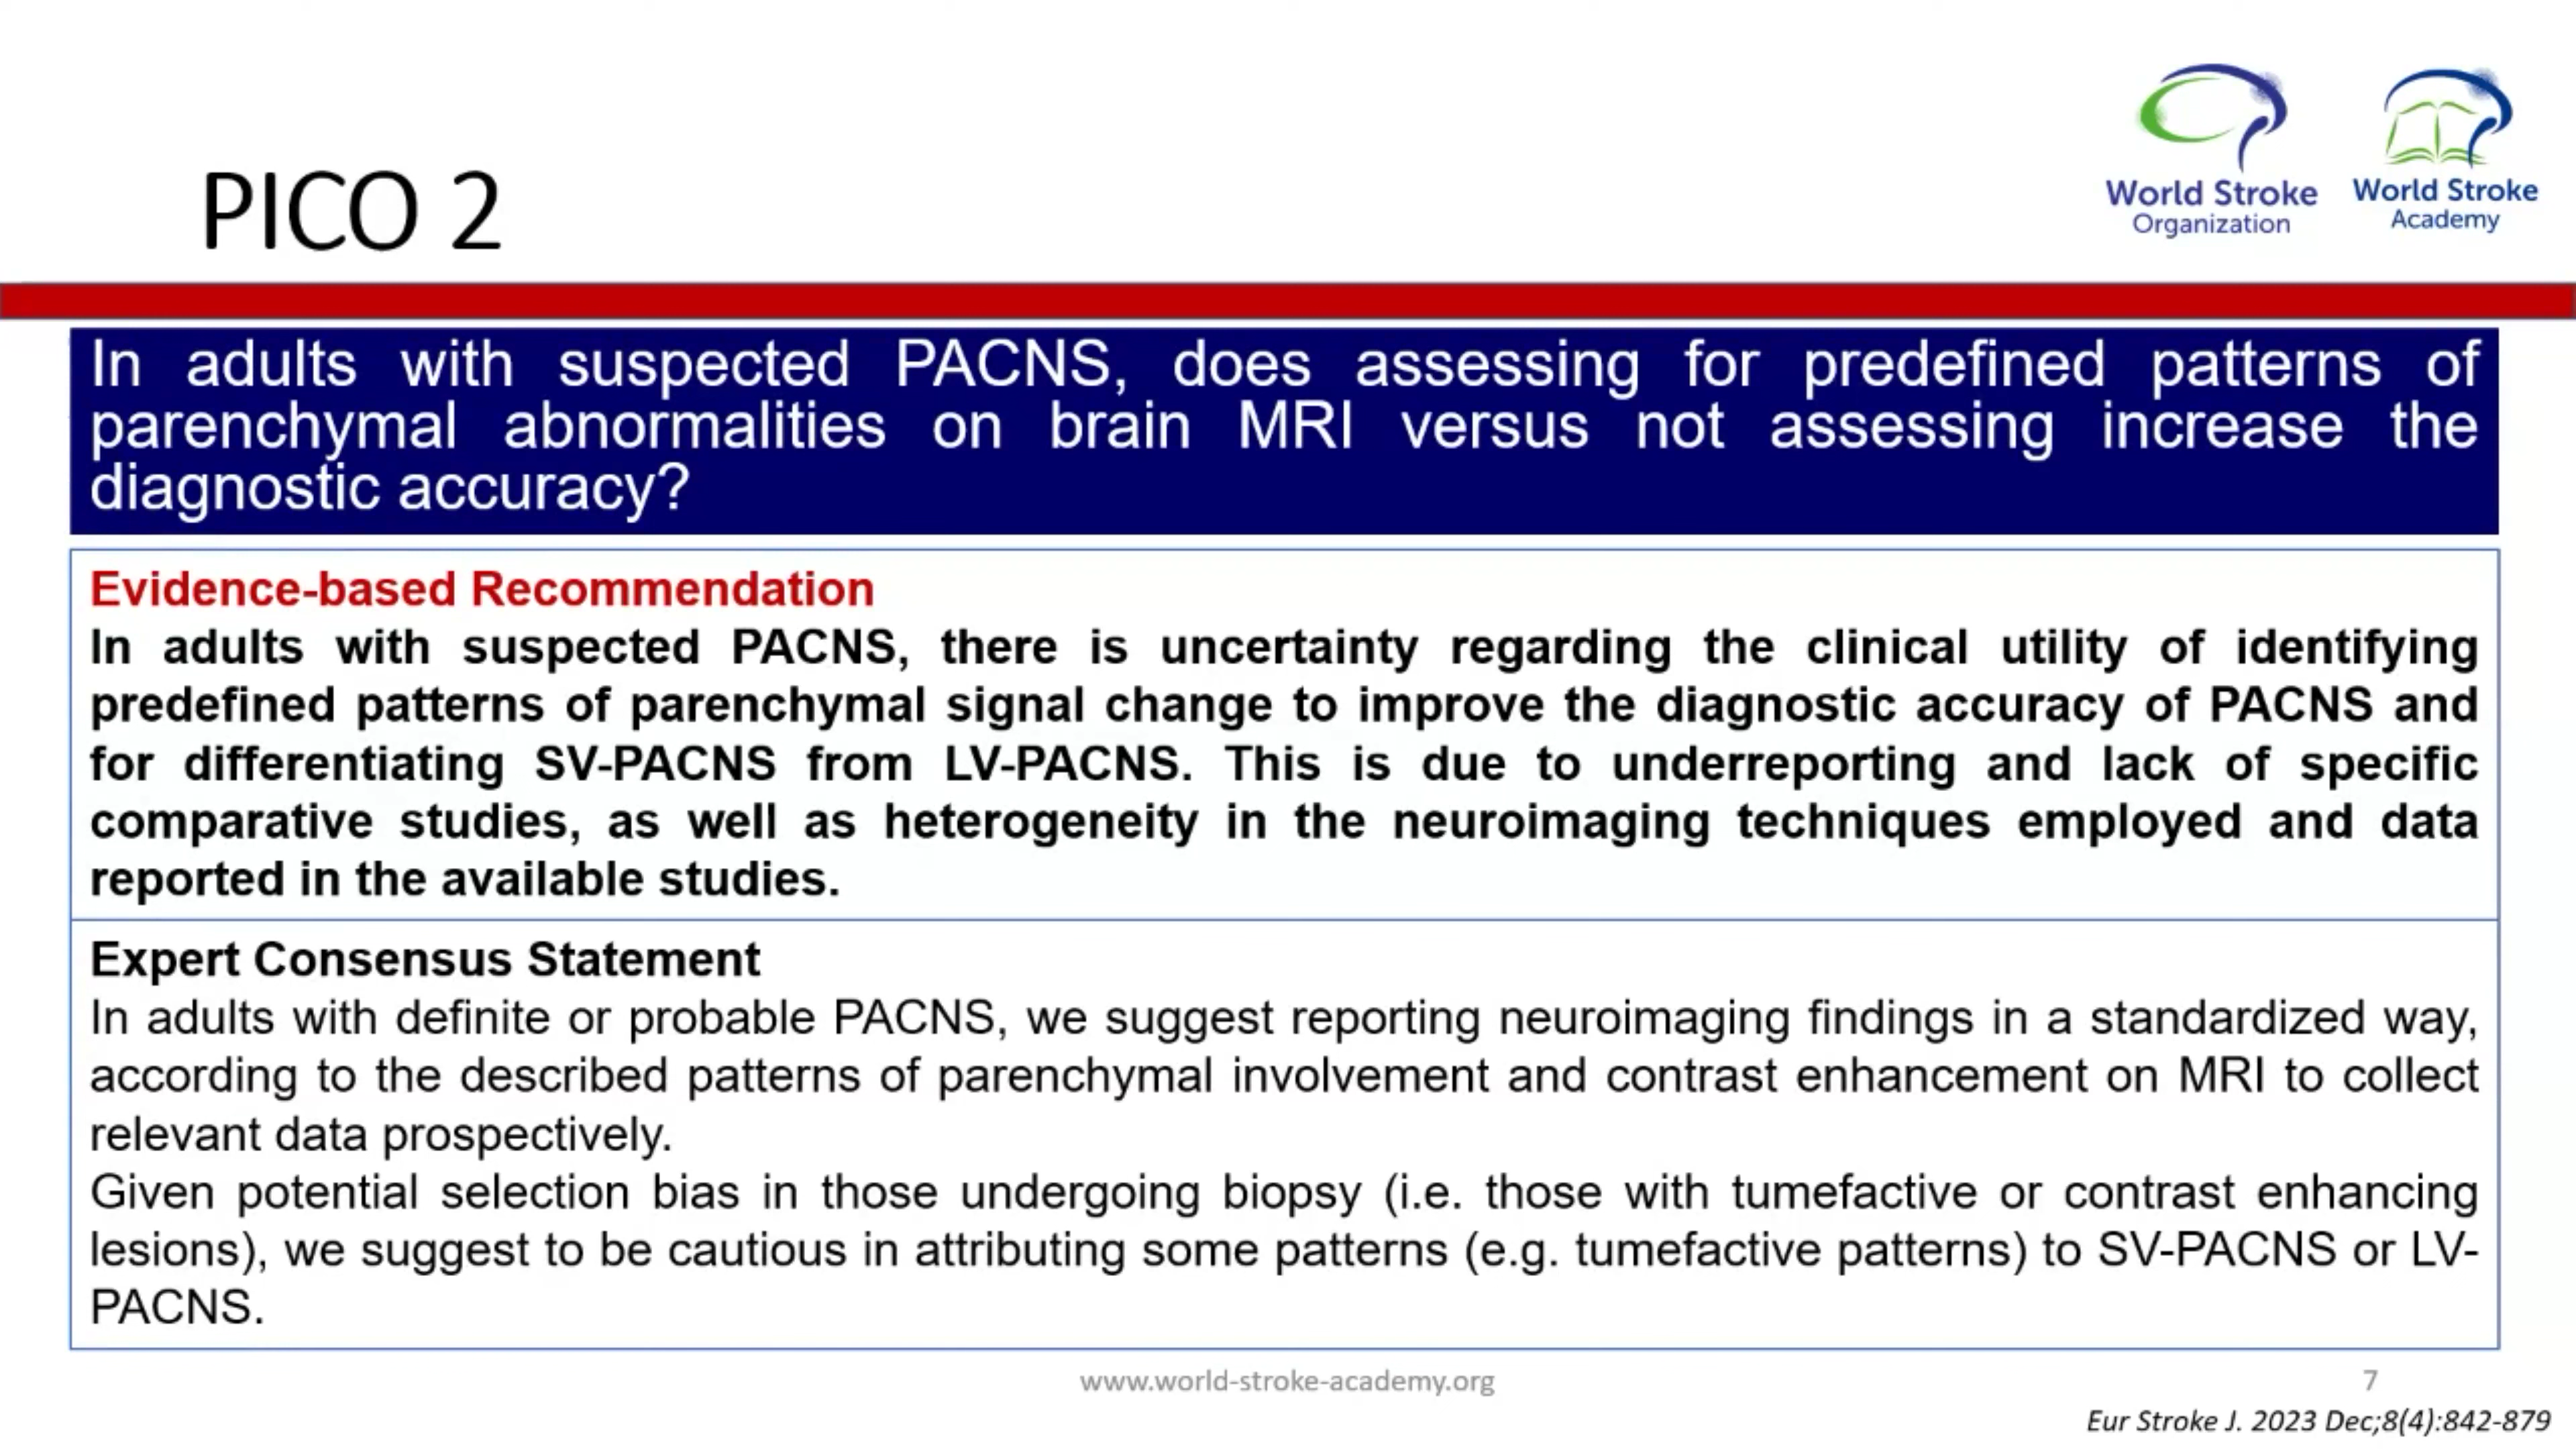 World Stroke
Organization
World Stroke
Academy
PICO 2
In adults with suspected PACNS, does assessing for predefined patterns of
parenchymal abnormalities on brain MRI versus not assessing increase the
diagnostic accuracy?
Evidence-based Recommendation
In adults with suspected PACNS, there is uncertainty regarding the clinical utility of identifying
predefined patterns of parenchymal signal change to improve the diagnostic accuracy of PACNS and
for differentiating SV-PACNS from LV-PACNS. This is due to underreporting and lack of specific
comparative studies, as well as heterogeneity in the neuroimaging techniques employed and data
reported in the available studies.
Expert Consensus Statement
In adults with definite or probable PACNS, we suggest reporting neuroimaging findings in a standardized way,
according to the described patterns of parenchymal involvement and contrast enhancement on MRI to collect
relevant data prospectively.
Given potential selection bias in those undergoing biopsy (i.e. those with tumefactive or contrast enhancing
lesions), we suggest to be cautious in attributing some patterns (e.g. tumefactive patterns) to SV-PACNS or LV-
PACNS.
www.world-stroke-academy.org
7
Eur Stroke J. 2023 Dec;8(4):842-879